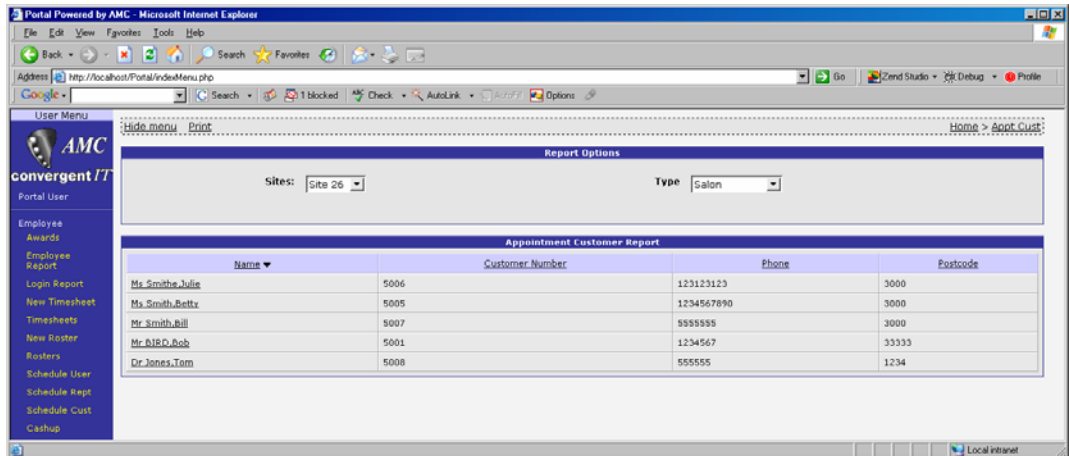 Portal Powered by AMC - Microsoft Internet Explorer
File Edit View Favorites Tools Help
Back Search Favorites
Address http://localhost/Portal/indexMenu.php Go Zend Studio Debug Profile
Google Search 1 blocked ABC Check AutoLink AutoFill Options
User Menu
Hide menu Print Home > Appt Cust
AMC
convergent IT
Portal User
Employee
Awards
Employee
Report
Login Report
New Timesheet
Timesheets
New Roster
Rosters
Schedule User
Schedule Rept
Schedule Cust
Cashup
Report Options
Sites: Site 26 Type Salon
Appointment Customer Report
Name Customer Number Phone Postcode
Ms Smithe,Julie 5006 123123123 3000
Ms Smith,Betty 5005 1234567890 3000
Mr Smith,Bill 5007 5555555 3000
Mr BIRD,Bob 5001 1234567 33333
Dr Jones,Tom 5008 555555 1234
Local intranet